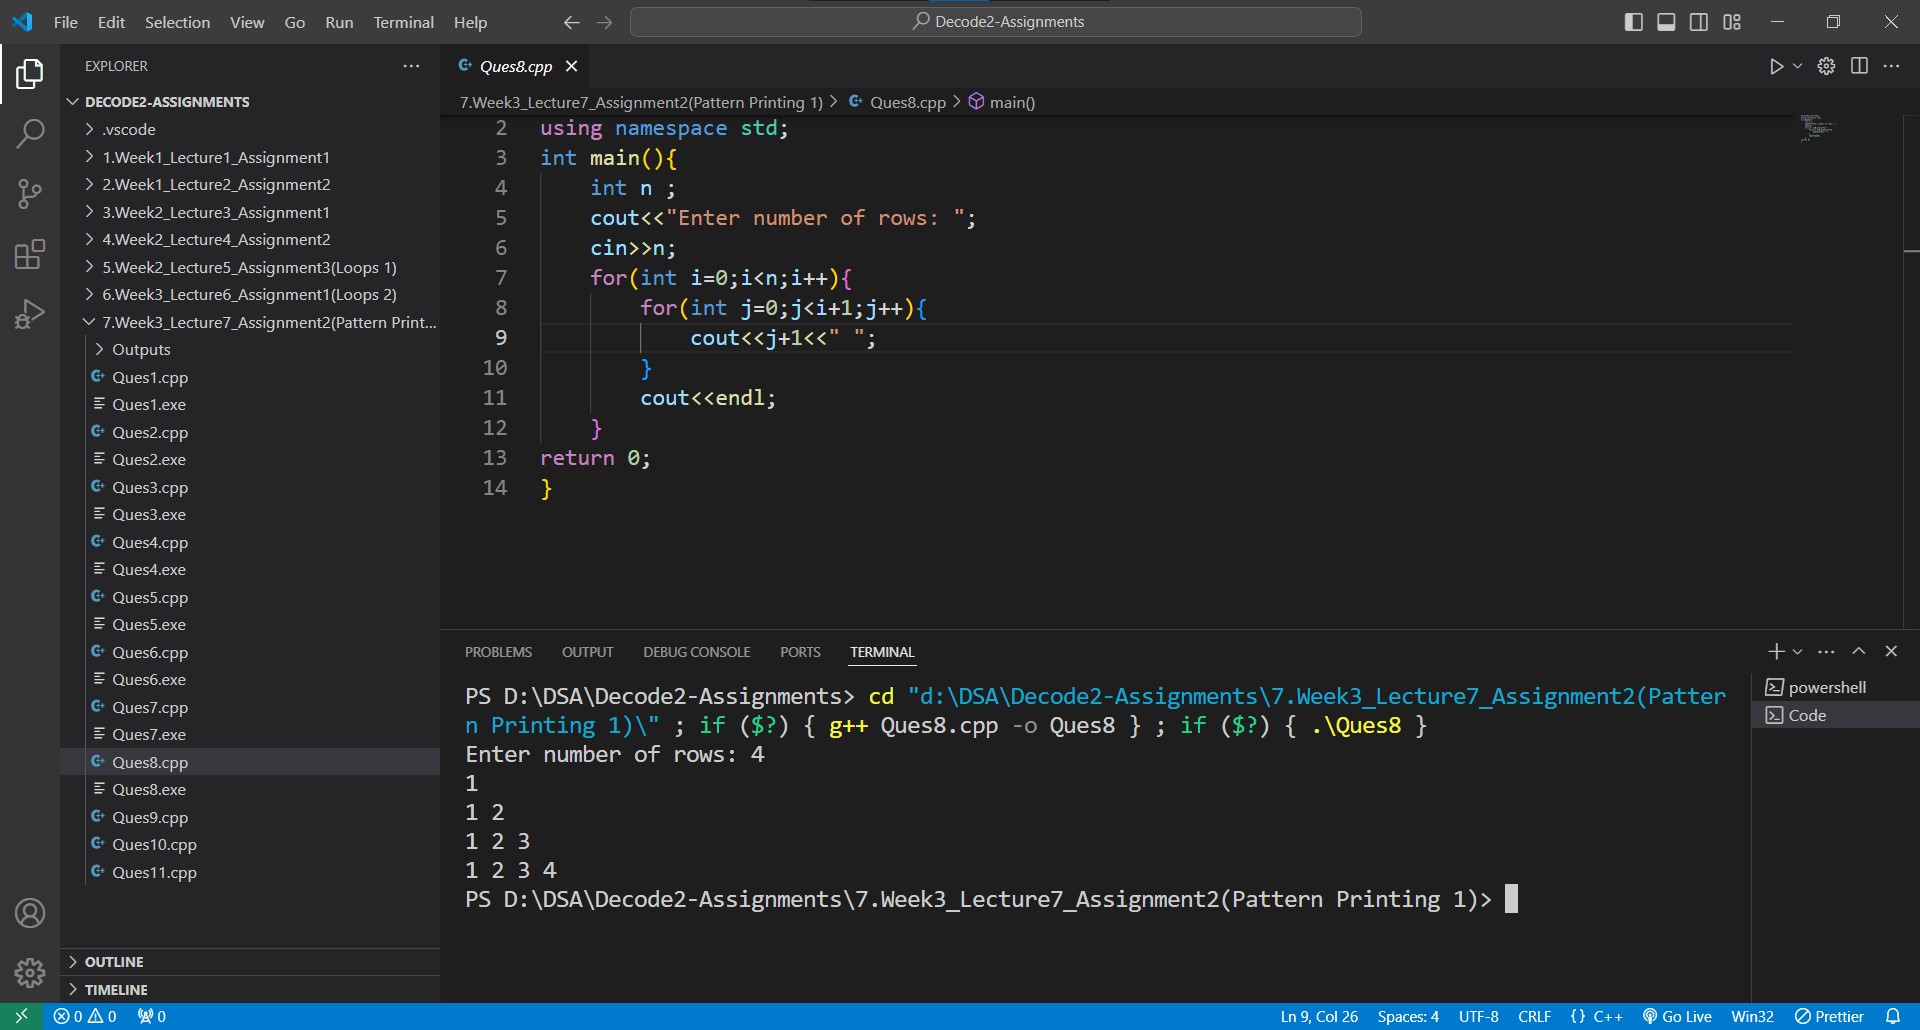 File Edit Selection View Go Run Terminal Help
Decode2-Assignments
EXPLORER
DECODE2-ASSIGNMENTS
.vscode
1.Week1_Lecture1_Assignment1
2.Week1_Lecture2_Assignment2
3.Week2_Lecture3_Assignment1
4.Week2_Lecture4_Assignment2
5.Week2_Lecture5_Assignment3(Loops 1)
6.Week3_Lecture6_Assignment1(Loops 2)
7.Week3_Lecture7_Assignment2(Pattern Print...
Outputs
Ques1.cpp
Ques1.exe
Ques2.cpp
Ques2.exe
Ques3.cpp
Ques3.exe
Ques4.cpp
Ques4.exe
Ques5.cpp
Ques5.exe
Ques6.cpp
Ques6.exe
Ques7.cpp
Ques7.exe
Ques8.cpp
Ques8.exe
Ques9.cpp
Ques10.cpp
Ques11.cpp
OUTLINE
TIMELINE
Ques8.cpp
7.Week3_Lecture7_Assignment2(Pattern Printing 1) > Ques8.cpp > main()
2 using namespace std;
3 int main(){
4 int n ;
5 cout<<"Enter number of rows: ";
6 cin>>n;
7 for(int i=0;i<n;i++){
8 for(int j=0;j<i+1;j++){
9 cout<<j+1<<" ";
10 }
11 cout<<endl;
12 }
13 return 0;
14 }
PROBLEMS OUTPUT DEBUG CONSOLE PORTS TERMINAL
PS D:\DSA\Decode2-Assignments> cd "d:\DSA\Decode2-Assignments\7.Week3_Lecture7_Assignment2(Patter
n Printing 1)\" ; if ($?) { g++ Ques8.cpp -o Ques8 } ; if ($?) { .\Ques8 }
Enter number of rows: 4
1
1 2
1 2 3
1 2 3 4
PS D:\DSA\Decode2-Assignments\7.Week3_Lecture7_Assignment2(Pattern Printing 1)>
powershell
Code
0 0 0
Ln 9, Col 26 Spaces: 4 UTF-8 CRLF {} C++ Go Live Win32 Prettier